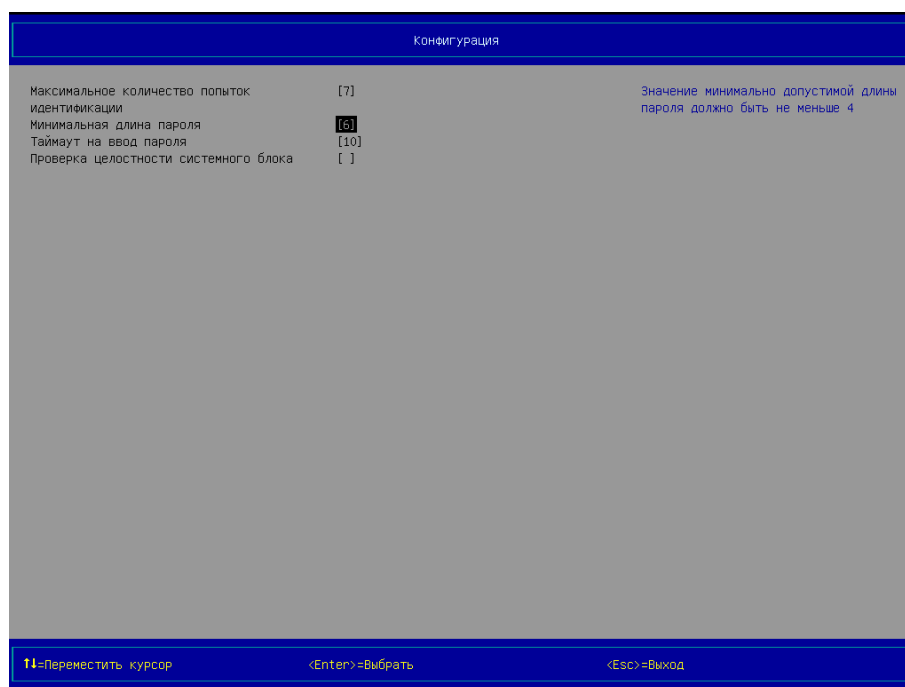 Конфигурация
Максимальное количество попыток [7]
идентификации
Минимальная длина пароля [6]
Таймаут на ввод пароля [10]
Проверка целостности системного блока [ ]
Значение минимально допустимой длины
пароля должно быть не меньше 4
↑↓=Переместить курсор <Enter>=Выбрать <Esc>=Выход